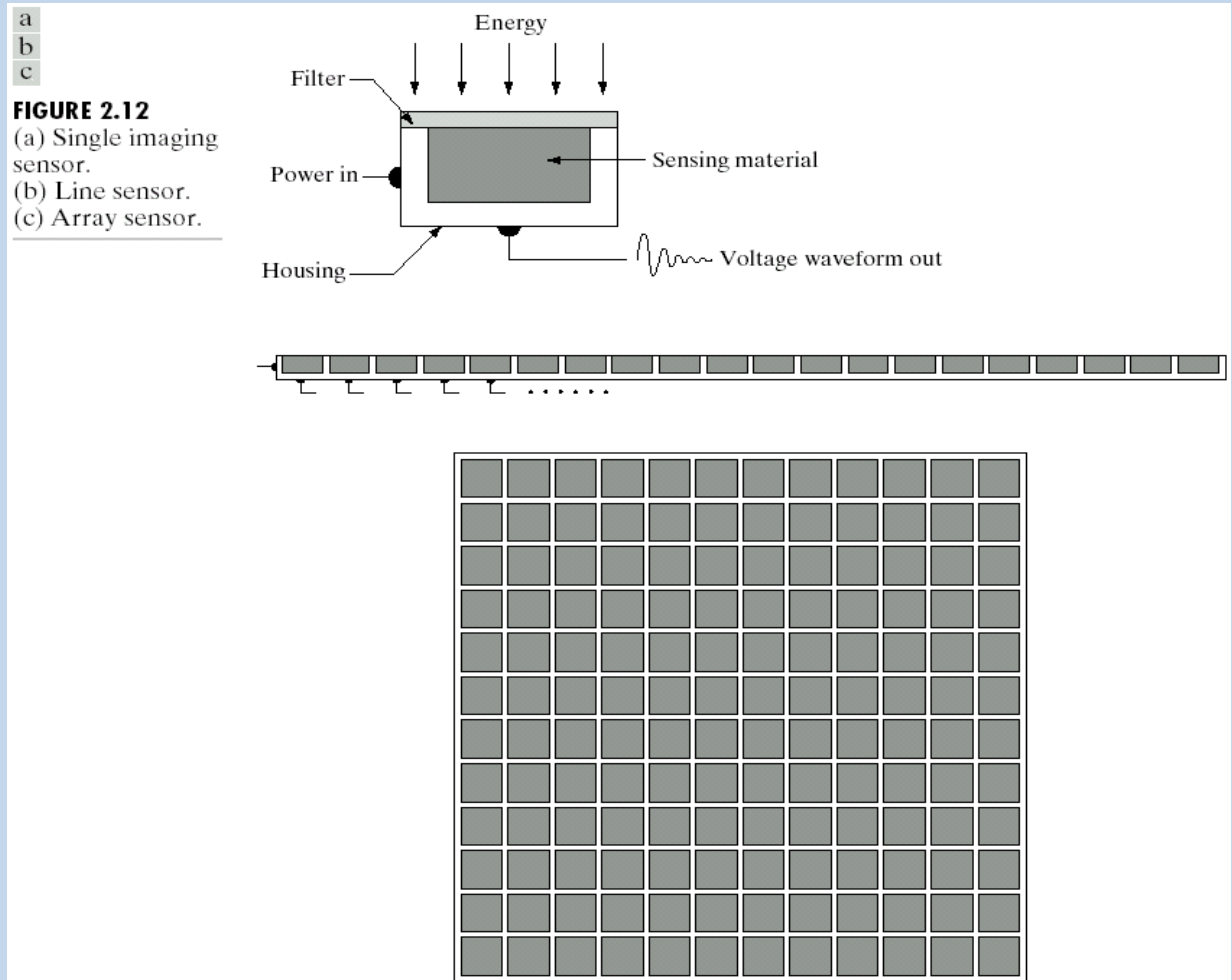 a
b
c
FIGURE 2.12
(a) Single imaging
sensor.
(b) Line sensor.
(c) Array sensor.
Energy
Filter
Power in
Sensing material
Housing
Voltage waveform out